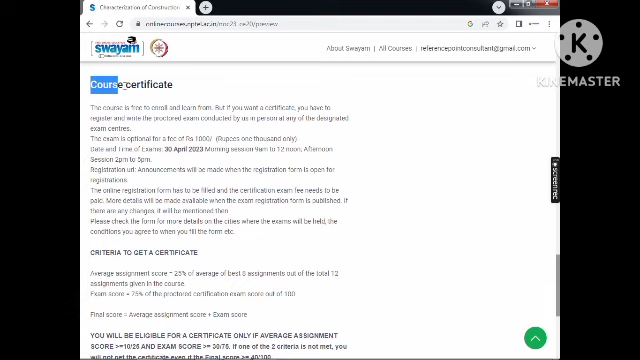 Characterization of Construction
onlinecourses.nptel.ac.in/noc23_ce20/preview
swayam
About Swayam | All Courses | referencepointconsultant@gmail.com
KINEMASTER
Course certificate
The course is free to enroll and learn from. But if you want a certificate, you have to
register and write the proctored exam conducted by us in person at any of the designated
exam centres.
The exam is optional for a fee of Rs 1000/- (Rupees one thousand only).
Date and Time of Exams: 30 April 2023 Morning session 9am to 12 noon; Afternoon
Session 2pm to 5pm.
Registration url: Announcements will be made when the registration form is open for
registrations.
The online registration form has to be filled and the certification exam fee needs to be
paid. More details will be made available when the exam registration form is published. If
there are any changes, it will be mentioned then.
Please check the form for more details on the cities where the exams will be held, the
conditions you agree to when you fill the form etc.
screenrec
CRITERIA TO GET A CERTIFICATE
Average assignment score = 25% of average of best 8 assignments out of the total 12
assignments given in the course.
Exam score = 75% of the proctored certification exam score out of 100
Final score = Average assignment score + Exam score
YOU WILL BE ELIGIBLE FOR A CERTIFICATE ONLY IF AVERAGE ASSIGNMENT
SCORE >=10/25 AND EXAM SCORE >= 30/75. If one of the 2 criteria is not met, you
will not get the certificate even if the Final score >= 40/100.